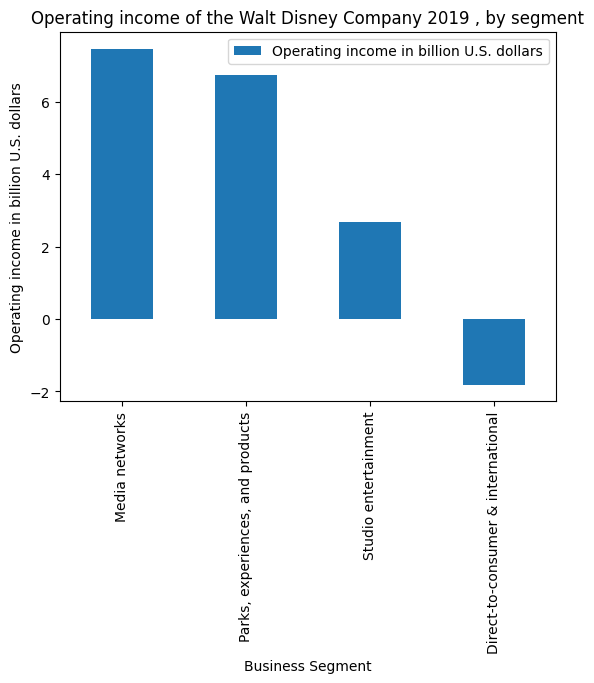 Operating income of the Walt Disney Company 2019 , by segment
Operating income in billion U.S. dollars
Operating income in billion U.S. dollars
6
4
2
0
−2
Media networks
Parks, experiences, and products
Studio entertainment
Direct-to-consumer & international
Business Segment